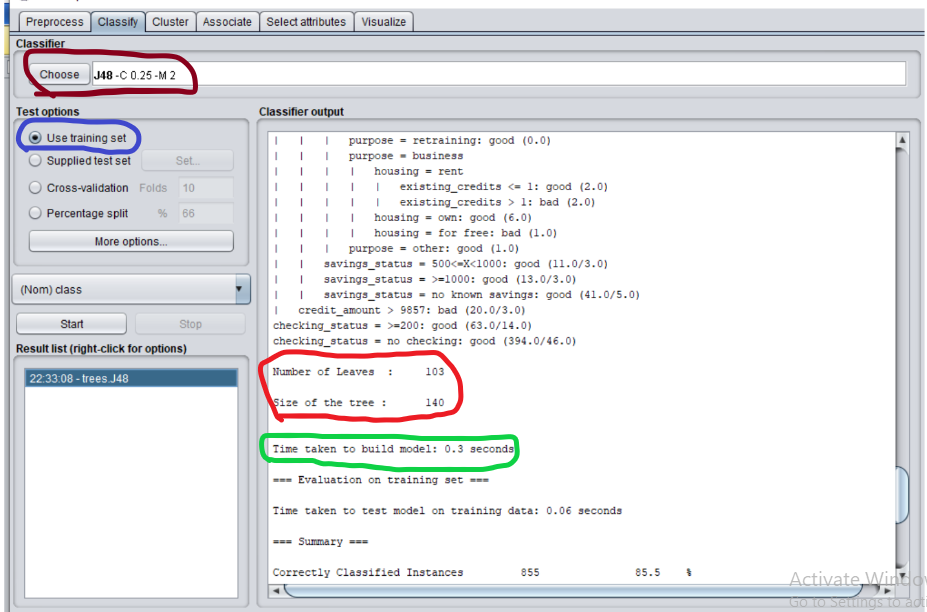 Preprocess Classify Cluster Associate Select attributes Visualize
Classifier
Choose J48 -C 0.25 -M 2
Test options
Use training set
Supplied test set Set...
Cross-validation Folds 10
Percentage split % 66
More options...
(Nom) class
Start Stop
Result list (right-click for options)
22:33:08 - trees.J48
Classifier output
| | | purpose = retraining: good (0.0)
| | | purpose = business
| | | | housing = rent
| | | | | existing_credits <= 1: good (2.0)
| | | | | existing_credits > 1: bad (2.0)
| | | | housing = own: good (6.0)
| | | | housing = for free: bad (1.0)
| | | purpose = other: good (1.0)
| | savings_status = 500<=X<1000: good (11.0/3.0)
| | savings_status = >=1000: good (13.0/3.0)
| | savings_status = no known savings: good (41.0/5.0)
| credit_amount > 9857: bad (20.0/3.0)
checking_status = >=200: good (63.0/14.0)
checking_status = no checking: good (394.0/46.0)
Number of Leaves : 103
Size of the tree : 140
Time taken to build model: 0.3 seconds
=== Evaluation on training set ===
Time taken to test model on training data: 0.06 seconds
=== Summary ===
Correctly Classified Instances 855 85.5 %
Activate Window
Go to Settings to acti